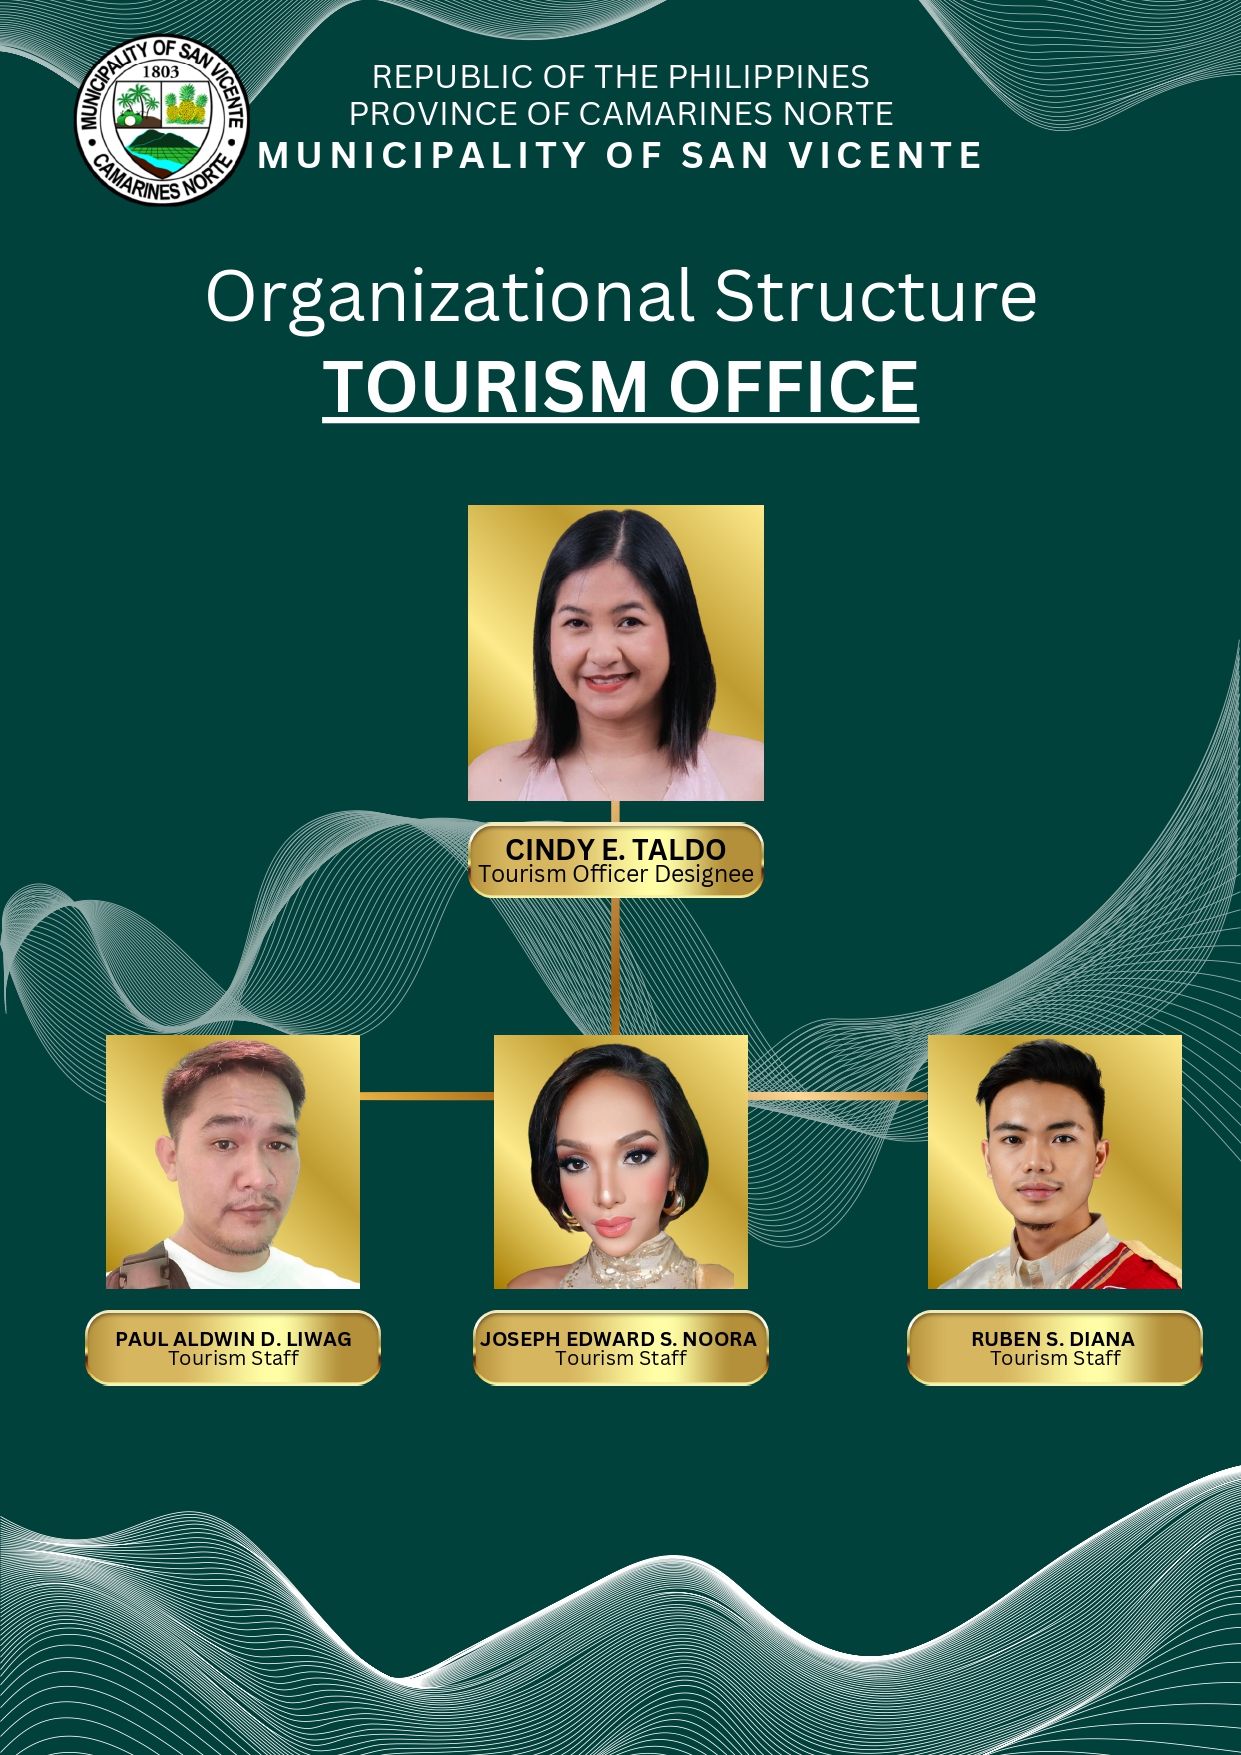 MUNICIPALITY OF SAN VICENTE
1803
CAMARINES NORTE
REPUBLIC OF THE PHILIPPINES
PROVINCE OF CAMARINES NORTE
MUNICIPALITY OF SAN VICENTE
Organizational Structure
TOURISM OFFICE
CINDY E. TALDO
Tourism Officer Designee
PAUL ALDWIN D. LIWAG
Tourism Staff
JOSEPH EDWARD S. NOORA
Tourism Staff
RUBEN S. DIANA
Tourism Staff